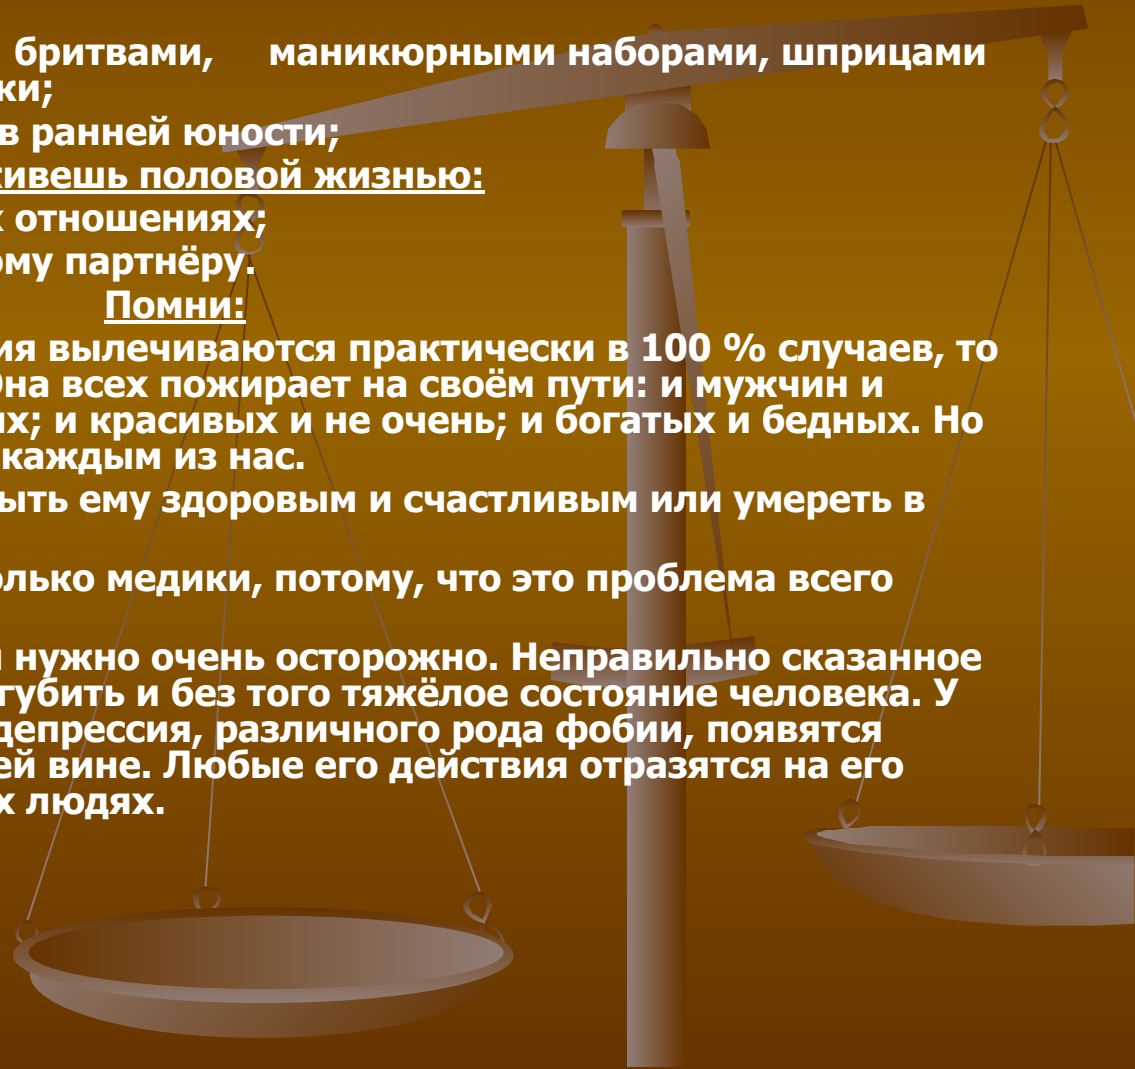 бритвами, маникюрными наборами, шприцами
ки;
в ранней юности;
живешь половой жизнью:
х отношениях;
ому партнёру.
Помни:
ия вылечиваются практически в 100 % случаев, то
Она всех пожирает на своём пути: и мужчин и
их; и красивых и не очень; и богатых и бедных. Но
каждым из нас.
быть ему здоровым и счастливым или умереть в
олько медики, потому, что это проблема всего
и нужно очень осторожно. Неправильно сказанное
губить и без того тяжёлое состояние человека. У
депрессия, различного рода фобии, появятся
ей вине. Любые его действия отразятся на его
х людях.